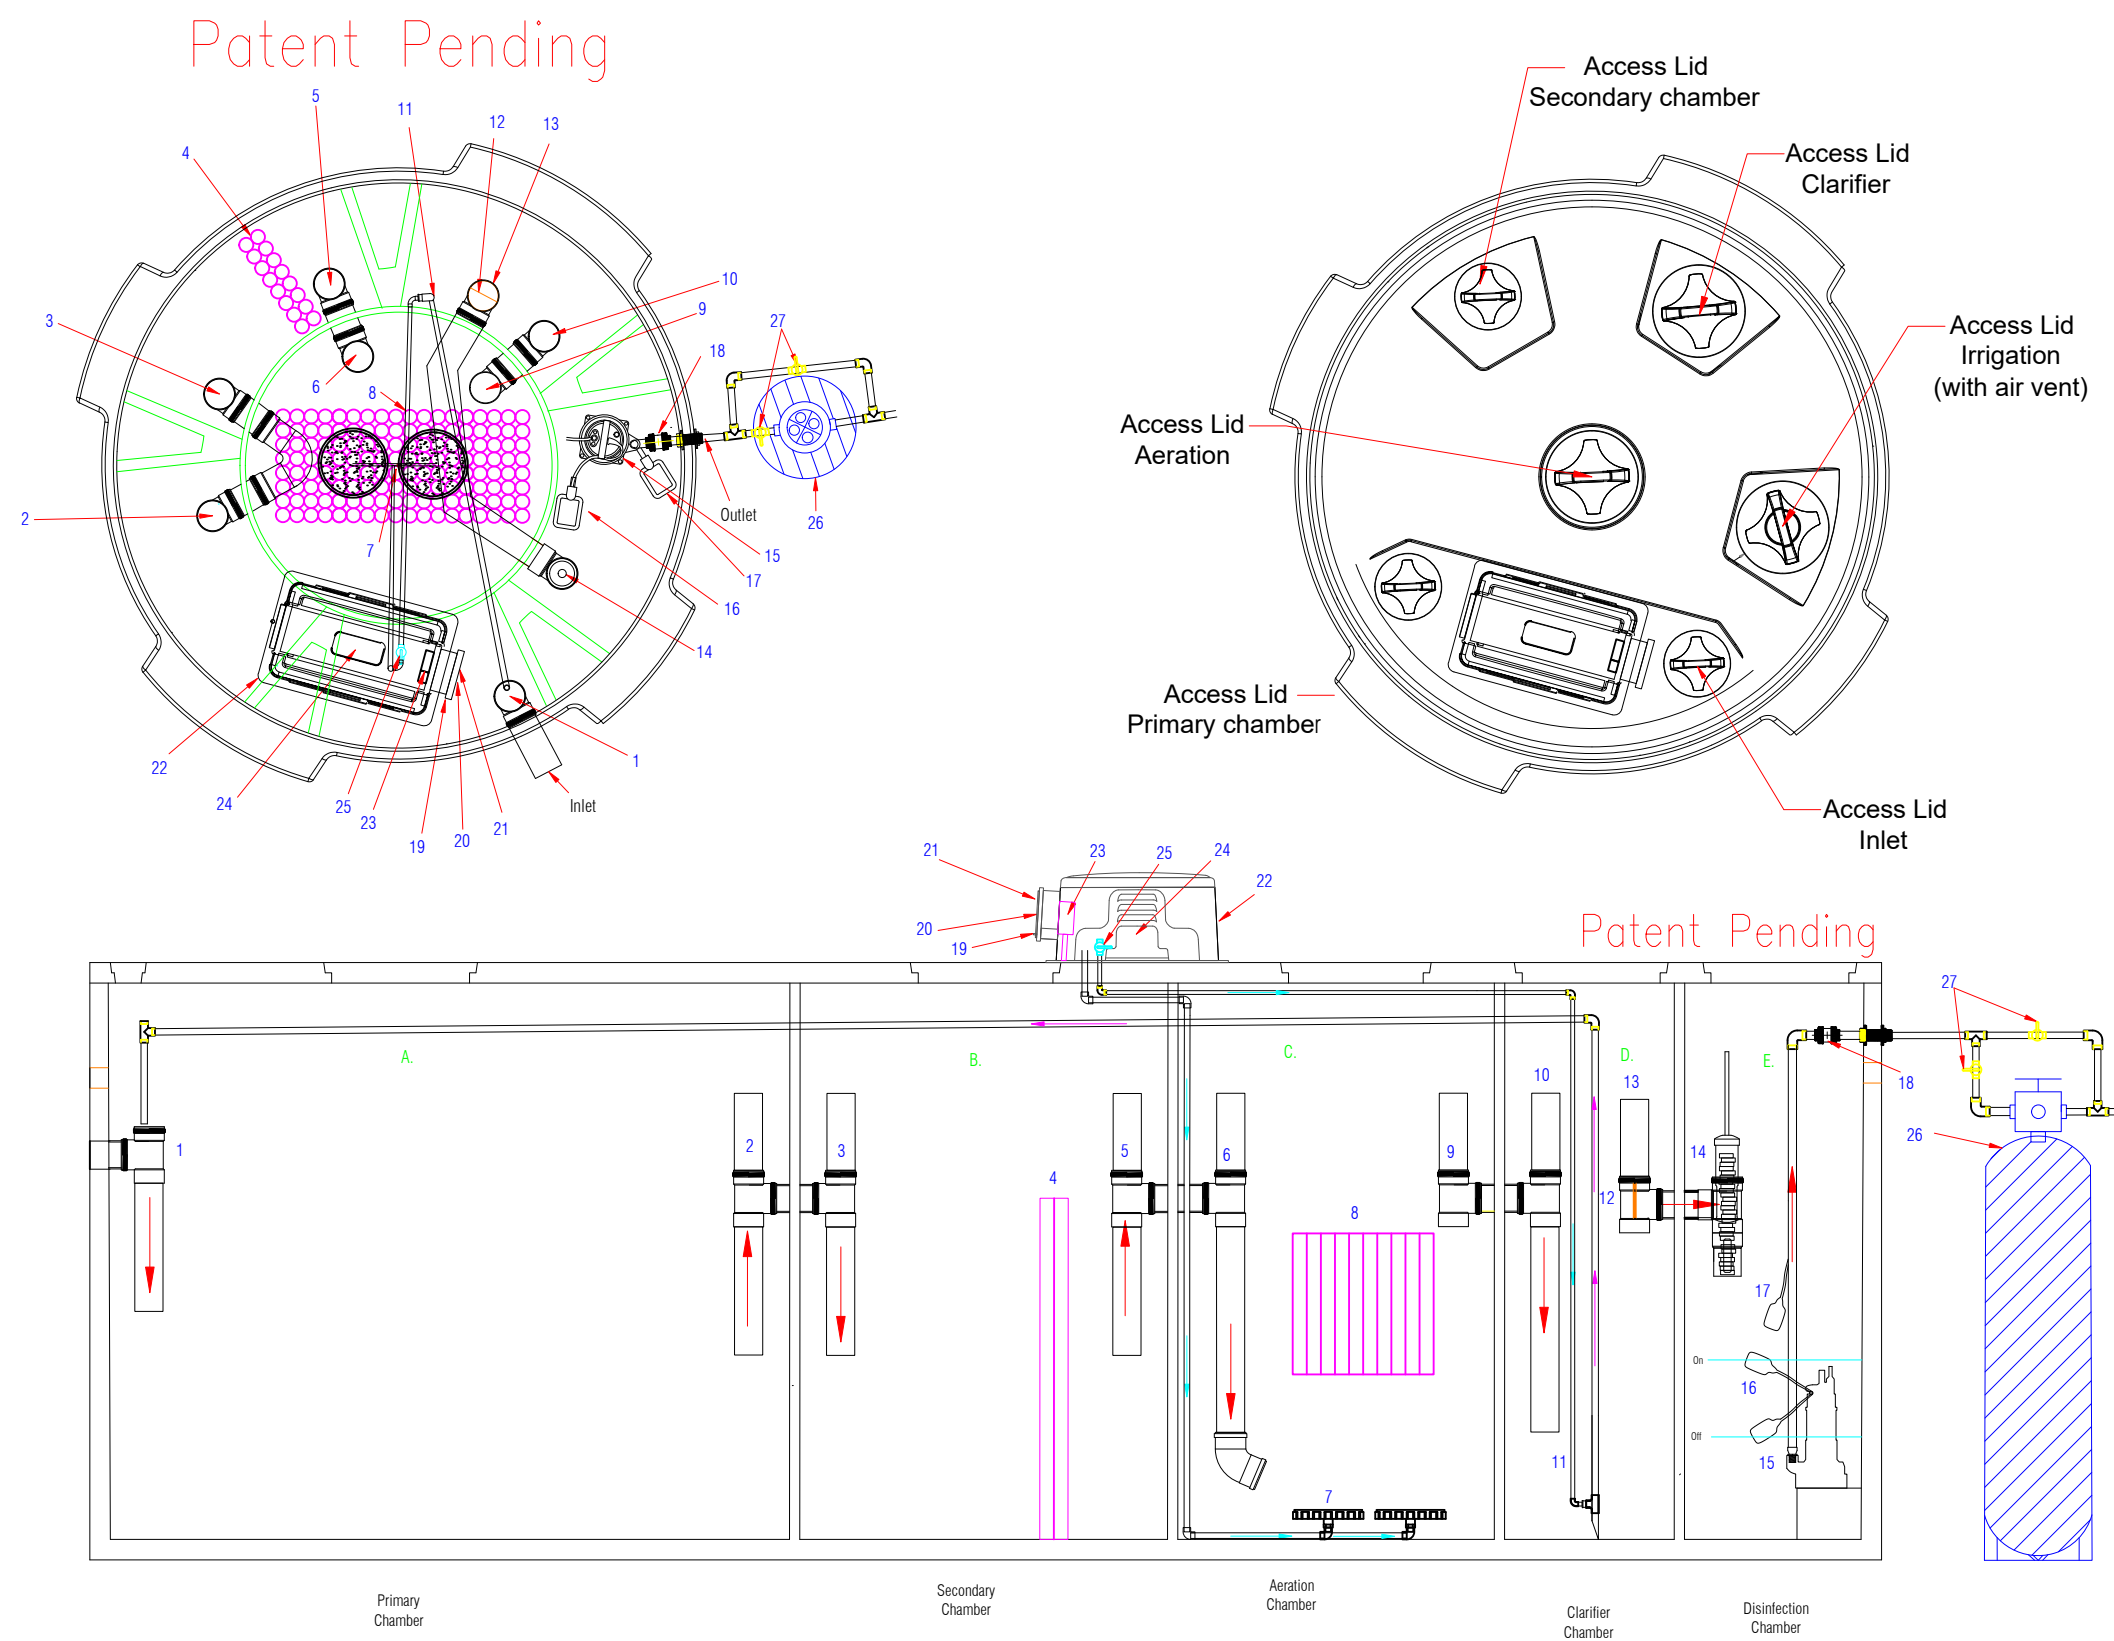 Patent Pending
5
11
12
13
4
10
9
3
27
18
6
8
2
7
Outlet
26
15
17
16
14
22
1
24
25
23
Inlet
19
20
21
Access Lid
Secondary chamber
Access Lid
Clarifier
Access Lid
Irrigation
(with air vent)
Access Lid
Aeration
Access Lid
Primary chamber
Access Lid
Inlet
21
23
25
24
22
20
19
Patent Pending
27
A.
B.
C.
D.
E.
18
26
1
2
3
4
5
6
7
8
9
10
11
12
13
14
15
16
17
On
Off
Primary
Chamber
Secondary
Chamber
Aeration
Chamber
Clarifier
Chamber
Disinfection
Chamber